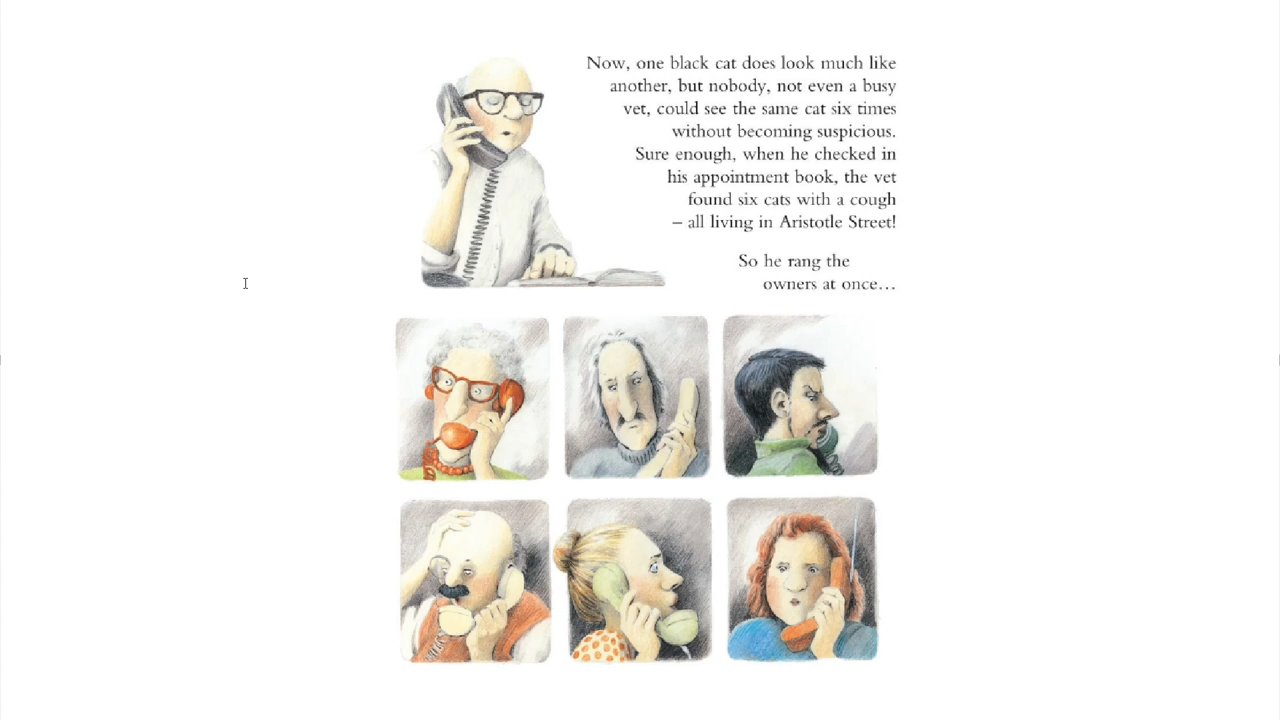 Now, one black cat does look much like
another, but nobody, not even a busy
vet, could see the same cat six times
without becoming suspicious.
Sure enough, when he checked in
his appointment book, the vet
found six cats with a cough
– all living in Aristotle Street!
So he rang the
owners at once…